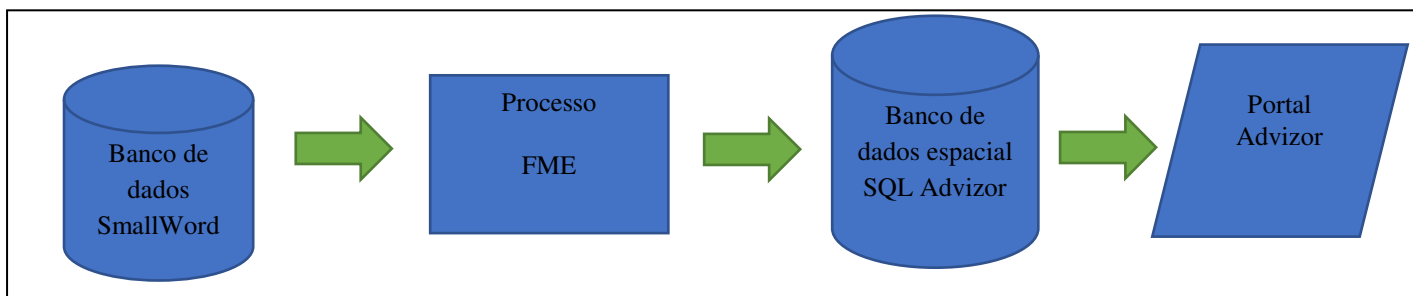 Banco de
dados
SmallWord
Processo
FME
Banco de
dados espacial
SQL Advizor
Portal
Advizor